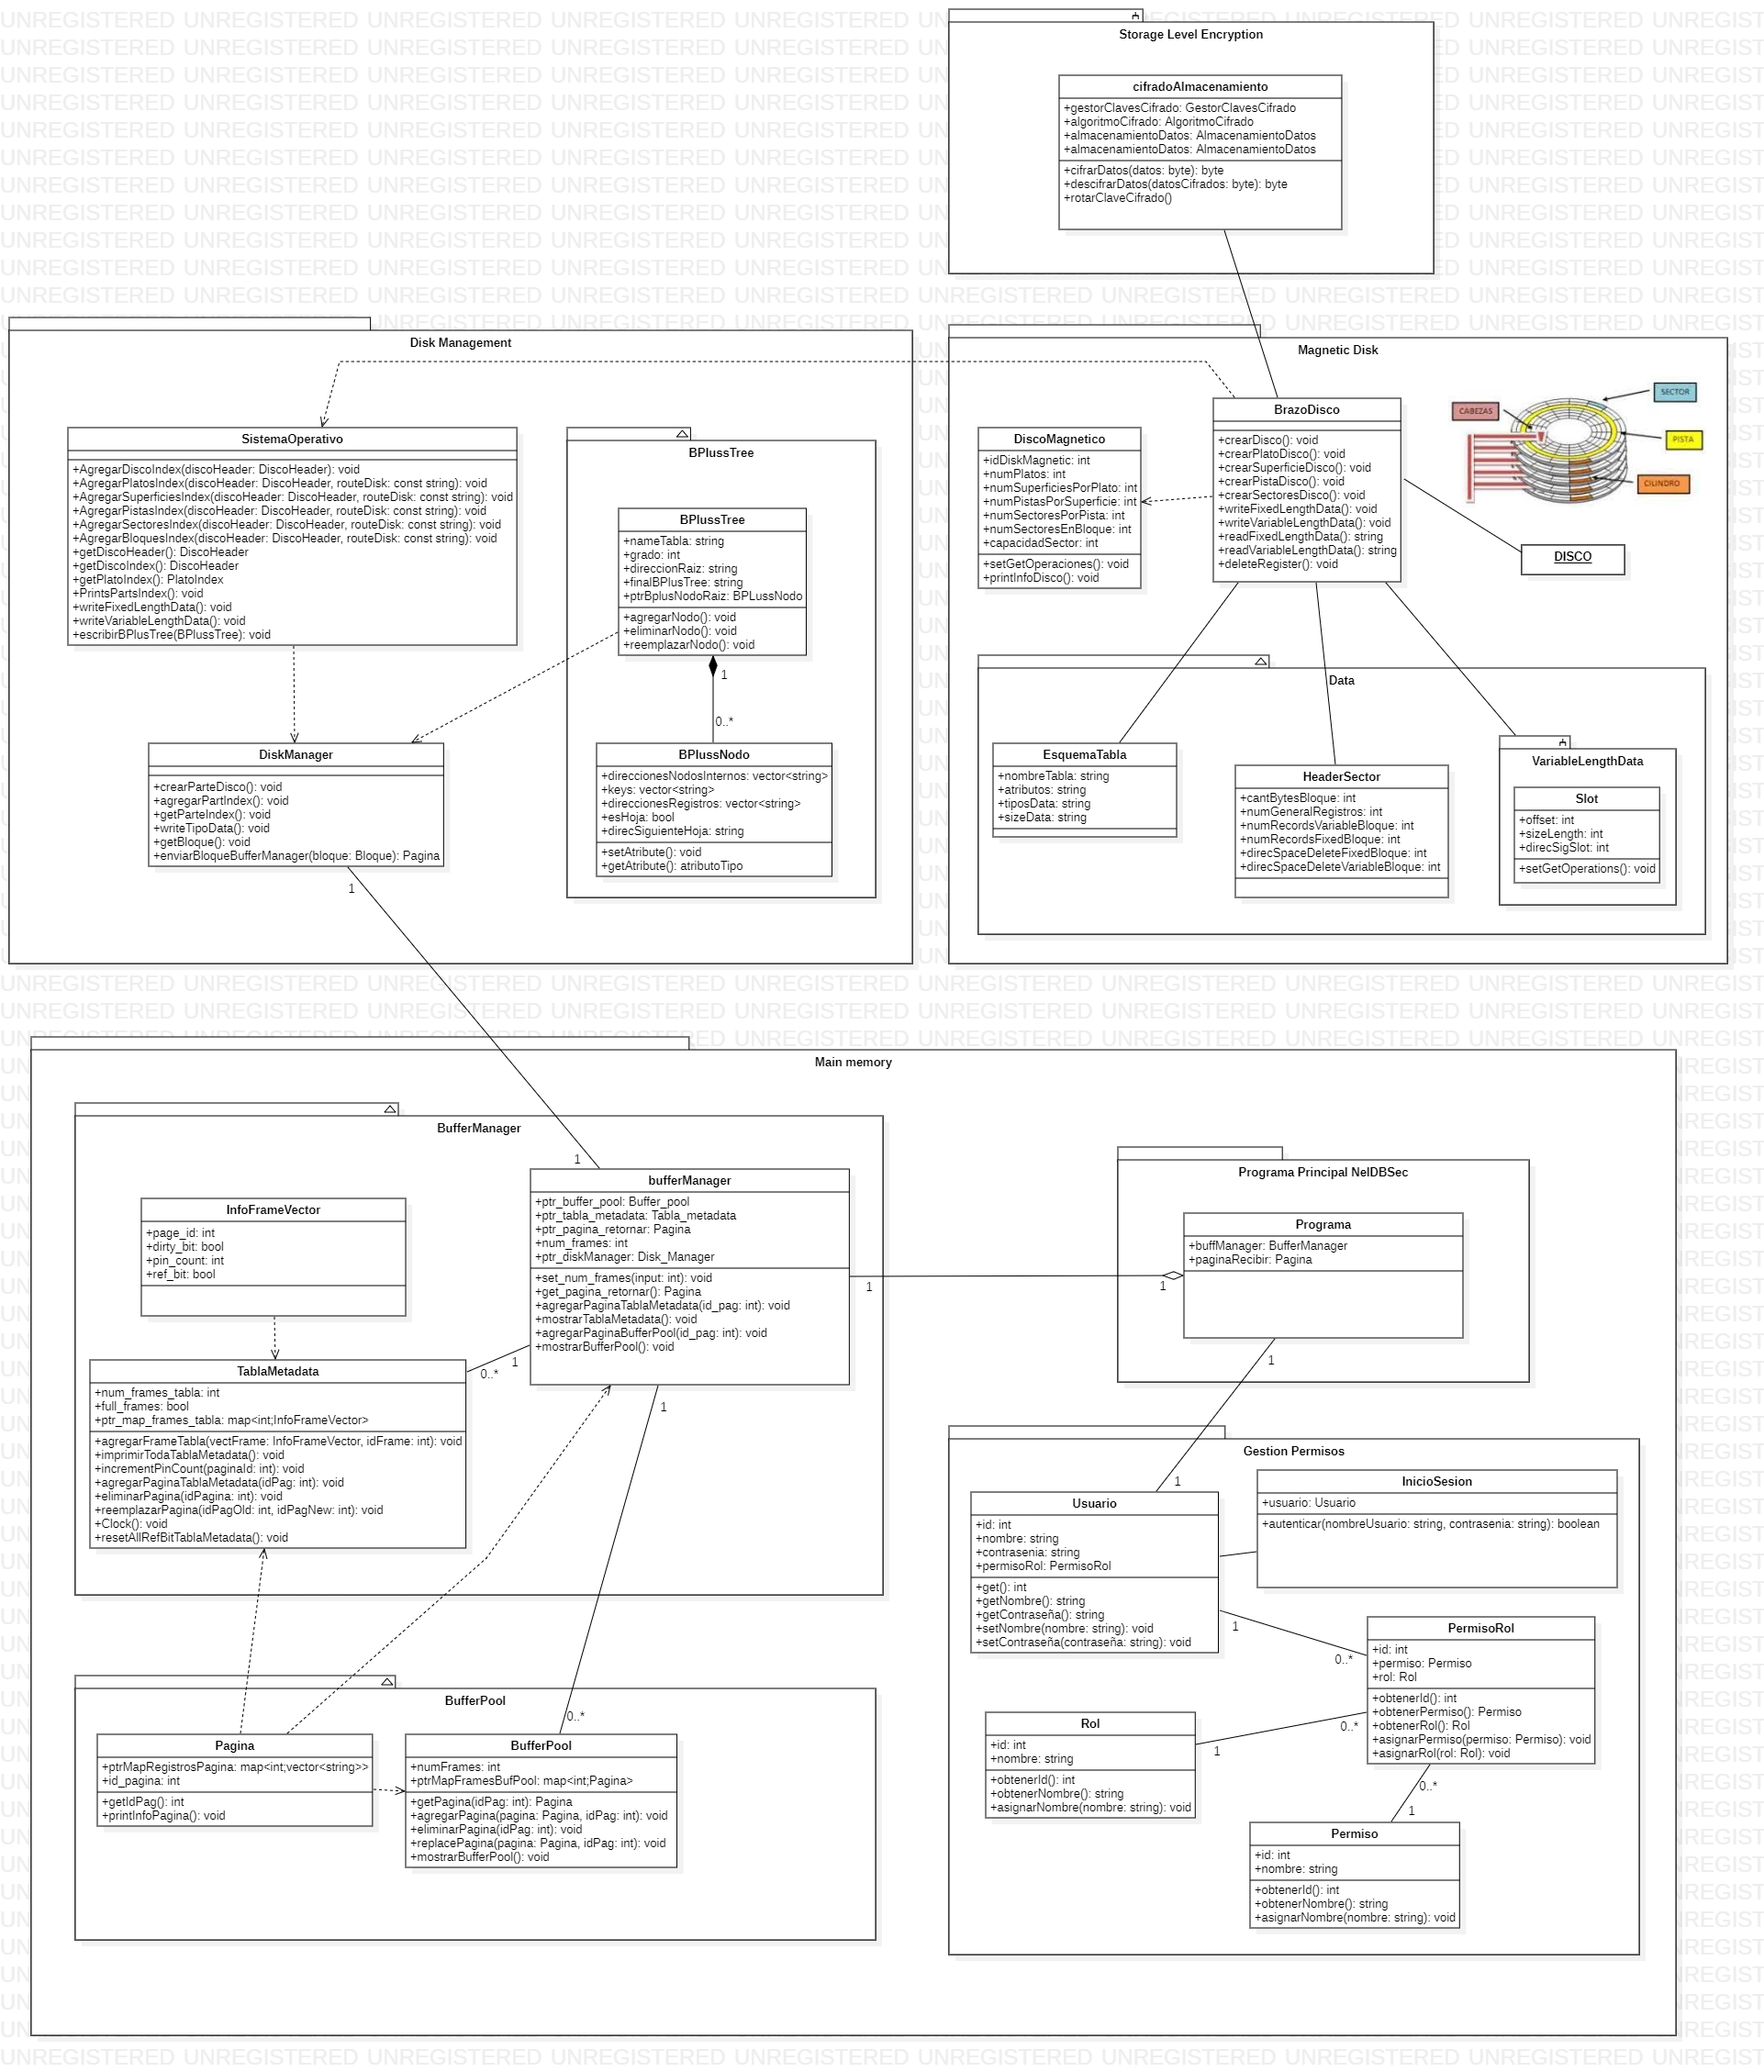 Storage Level Encryption
cifradoAlmacenamiento
+gestorClavesCifrado: GestorClavesCifrado
+algoritmoCifrado: AlgoritmoCifrado
+almacenamientoDatos: AlmacenamientoDatos
+almacenamientoDatos: AlmacenamientoDatos
+cifrarDatos(datos: byte): byte
+descifrarDatos(datosCifrados: byte): byte
+rotarClaveCifrado()
Disk Management
SistemaOperativo
+AgregarDiscoIndex(discoHeader: DiscoHeader): void
+AgregarPlatosIndex(discoHeader: DiscoHeader, routeDisk: const string): void
+AgregarSuperficiesIndex(discoHeader: DiscoHeader, routeDisk: const string): void
+AgregarPistasIndex(discoHeader: DiscoHeader, routeDisk: const string): void
+AgregarSectoresIndex(discoHeader: DiscoHeader, routeDisk: const string): void
+AgregarBloquesIndex(discoHeader: DiscoHeader, routeDisk: const string): void
+getDiscoHeader(): DiscoHeader
+getDiscoIndex(): DiscoHeader
+getPlatoIndex(): PlatoIndex
+PrintsPartsIndex(): void
+writeFixedLengthData(): void
+writeVariableLengthData(): void
+escribirBPlusTree(BPlussTree): void
BPlussTree
BPlussTree
+nameTabla: string
+grado: int
+direccionRaiz: string
+finalBPlusTree: string
+ptrBplusNodoRaiz: BPLussNodo
+agregarNodo(): void
+eliminarNodo(): void
+reemplazarNodo(): void
1
0..*
BPlussNodo
+direccionesNodosInternos: vector<string>
+keys: vector<string>
+direccionesRegistros: vector<string>
+esHoja: bool
+direcSiguienteHoja: string
+setAtribute(): void
+getAtribute(): atributoTipo
DiskManager
+crearParteDisco(): void
+agregarPartIndex(): void
+getParteIndex(): void
+writeTipoData(): void
+getBloque(): void
+enviarBloqueBufferManager(bloque: Bloque): Pagina
1
Magnetic Disk
DiscoMagnetico
+idDiskMagnetic: int
+numPlatos: int
+numSuperficiesPorPlato: int
+numPistasPorSuperficie: int
+numSectoresPorPista: int
+numSectoresEnBloque: int
+capacidadSector: int
+setGetOperaciones(): void
+printInfoDisco(): void
BrazoDisco
+crearDisco(): void
+crearPlatoDisco(): void
+crearSuperficieDisco(): void
+crearPistaDisco(): void
+crearSectoresDisco(): void
+writeFixedLengthData(): void
+writeVariableLengthData(): void
+readFixedLengthData(): string
+readVariableLengthData(): string
+deleteRegister(): void
SECTOR
CABEZAS
PISTA
CILINDRO
DISCO
Data
EsquemaTabla
+nombreTabla: string
+atributos: string
+tiposData: string
+sizeData: string
HeaderSector
+cantBytesBloque: int
+numGeneralRegistros: int
+numRecordsVariableBloque: int
+numRecordsFixedBloque: int
+direcSpaceDeleteFixedBloque: int
+direcSpaceDeleteVariableBloque: int
VariableLengthData
Slot
+offset: int
+sizeLength: int
+direcSigSlot: int
+setGetOperations(): void
Main memory
BufferManager
1
bufferManager
+ptr_buffer_pool: Buffer_pool
+ptr_tabla_metadata: Tabla_metadata
+ptr_pagina_retornar: Pagina
+num_frames: int
+ptr_diskManager: Disk_Manager
+set_num_frames(input: int): void
+get_pagina_retornar(): Pagina
+agregarPaginaTablaMetadata(id_pag: int): void
+mostrarTablaMetadata(): void
+agregarPaginaBufferPool(id_pag: int): void
+mostrarBufferPool(): void
InfoFrameVector
+page_id: int
+dirty_bit: bool
+pin_count: int
+ref_bit: bool
TablaMetadata
+num_frames_tabla: int
+full_frames: bool
+ptr_map_frames_tabla: map<int;InfoFrameVector>
+agregarFrameTabla(vectFrame: InfoFrameVector, idFrame: int): void
+imprimirTodaTablaMetadata(): void
+incrementPinCount(paginaId: int): void
+agregarPaginaTablaMetadata(idPag: int): void
+eliminarPagina(idPagina: int): void
+reemplazarPagina(idPagOld: int, idPagNew: int): void
+Clock(): void
+resetAllRefBitTablaMetadata(): void
1
0..*
1
1
1
Programa Principal NelDBSec
Programa
+buffManager: BufferManager
+paginaRecibir: Pagina
1
Gestion Permisos
1
Usuario
+id: int
+nombre: string
+contrasenia: string
+permisoRol: PermisoRol
+get(): int
+getNombre(): string
+getContraseña(): string
+setNombre(nombre: string): void
+setContraseña(contraseña: string): void
InicioSesion
+usuario: Usuario
+autenticar(nombreUsuario: string, contrasenia: string): boolean
1
0..*
PermisoRol
+id: int
+permiso: Permiso
+rol: Rol
+obtenerId(): int
+obtenerPermiso(): Permiso
+obtenerRol(): Rol
+asignarPermiso(permiso: Permiso): void
+asignarRol(rol: Rol): void
Rol
+id: int
+nombre: string
+obtenerId(): int
+obtenerNombre(): string
+asignarNombre(nombre: string): void
1
0..*
0..*
1
Permiso
+id: int
+nombre: string
+obtenerId(): int
+obtenerNombre(): string
+asignarNombre(nombre: string): void
BufferPool
0..*
Pagina
+ptrMapRegistrosPagina: map<int;vector<string>>
+id_pagina: int
+getIdPag(): int
+printInfoPagina(): void
BufferPool
+numFrames: int
+ptrMapFramesBufPool: map<int;Pagina>
+getPagina(idPag: int): Pagina
+agregarPagina(pagina: Pagina, idPag: int): void
+eliminarPagina(idPag: int): void
+replacePagina(pagina: Pagina, idPag: int): void
+mostrarBufferPool(): void
UNREGISTERED